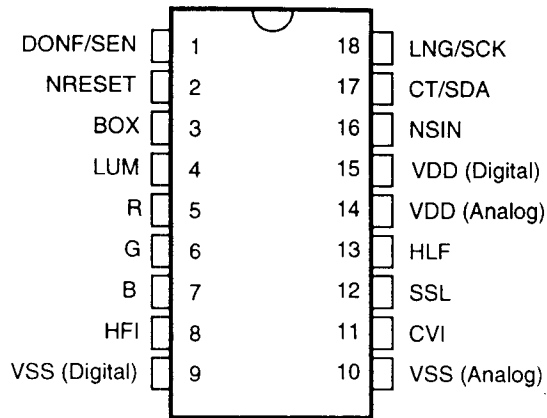 DONF/SEN 1 18 LNG/SCK
NRESET 2 17 CT/SDA
BOX 3 16 NSIN
LUM 4 15 VDD (Digital)
R 5 14 VDD (Analog)
G 6 13 HLF
B 7 12 SSL
HFI 8 11 CVI
VSS (Digital) 9 10 VSS (Analog)